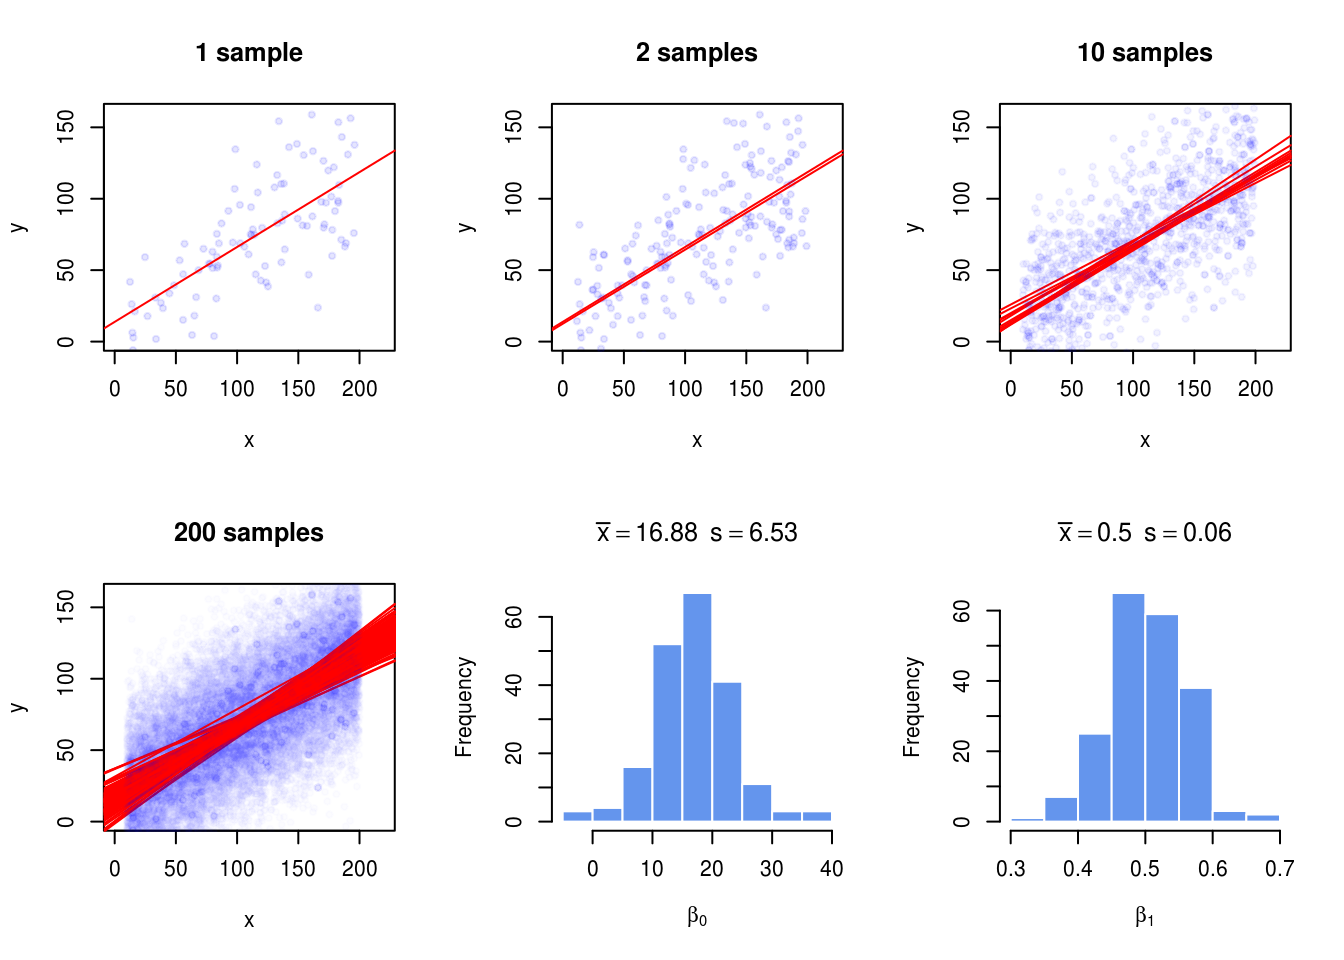 1 sample
2 samples
10 samples
y
150
100
50
0
0 50 100 150 200
x
y
150
100
50
0
0 50 100 150 200
x
y
150
100
50
0
0 50 100 150 200
x
200 samples
x̅ = 16.88 s = 6.53
x̅ = 0.5 s = 0.06
y
150
100
50
0
0 50 100 150 200
x
Frequency
60
40
20
0
0 10 20 30 40
β₀
Frequency
60
40
20
0
0.3 0.4 0.5 0.6 0.7
β₁